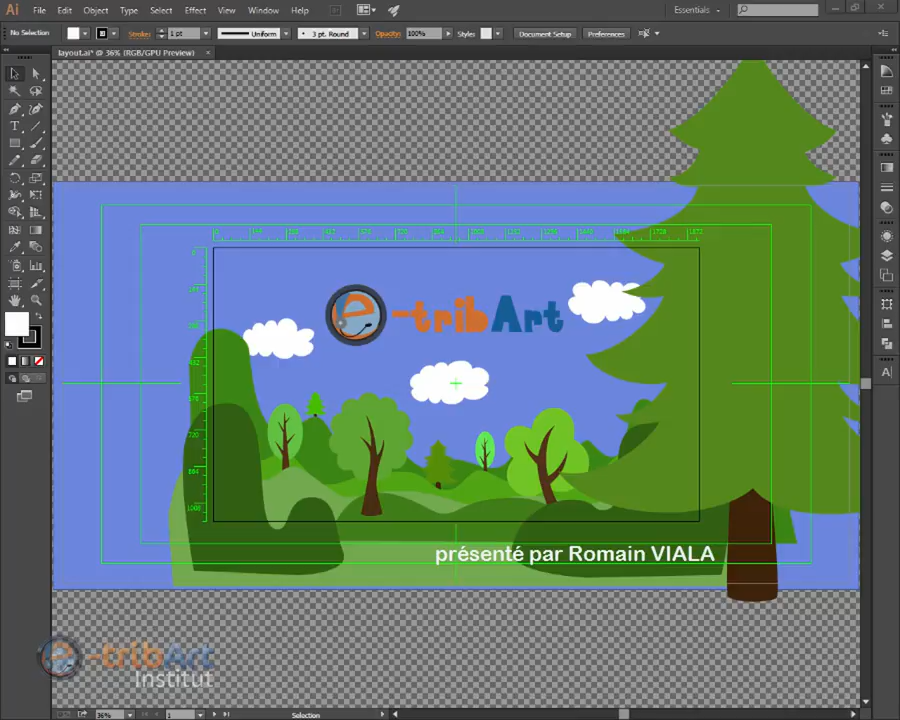 Ai File Edit Object Type Select Effect View Window Help Essentials
No Selection Stroke: 1 pt Uniform 3 pt. Round Opacity: 100% Style: Document Setup Preferences
layout.ai* @ 36% (RGB/GPU Preview) ×
e-tribArt
présenté par Romain VIALA
e-tribArt
Institut
36% 1 Selection